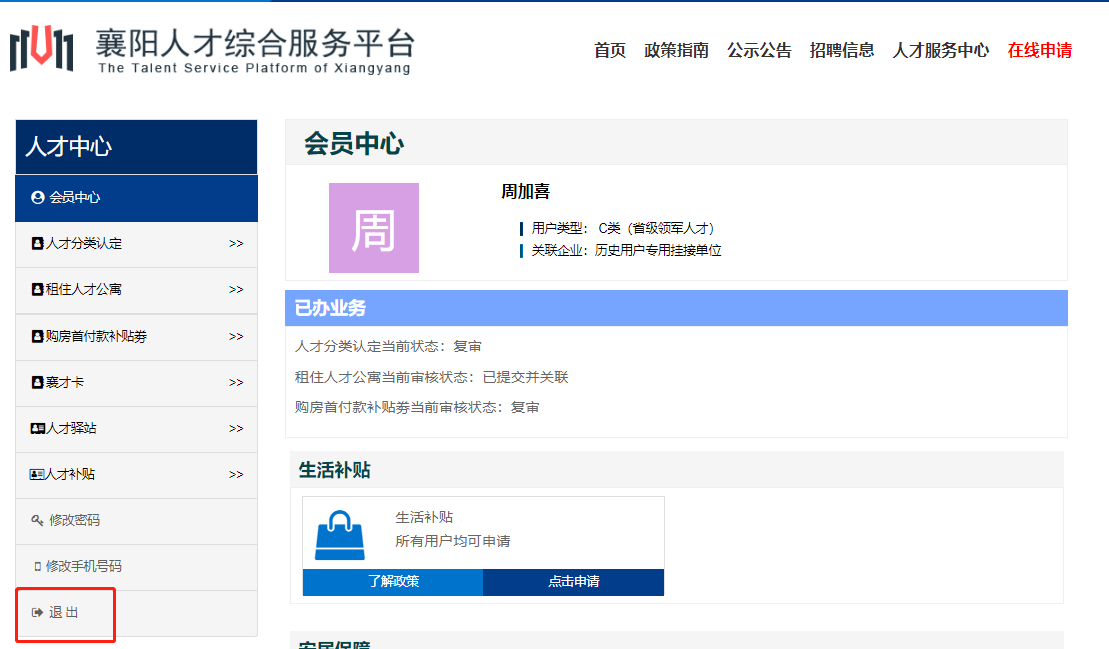 襄阳人才综合服务平台
The Talent Service Platform of Xiangyang
首页 政策指南 公示公告 招聘信息 人才服务中心 在线申请
人才中心
会员中心
人才分类认定 >>
租住人才公寓 >>
购房首付款补贴劵 >>
襄才卡 >>
人才驿站 >>
人才补贴 >>
修改密码
修改手机号码
退 出
会员中心
周
周加喜
用户类型： C类（省级领军人才）
关联企业：历史用户专用挂接单位
已办业务
人才分类认定当前状态：复审
租住人才公寓当前审核状态：已提交并关联
购房首付款补贴劵当前审核状态：复审
生活补贴
生活补贴
所有用户均可申请
了解政策 点击申请
安居保障